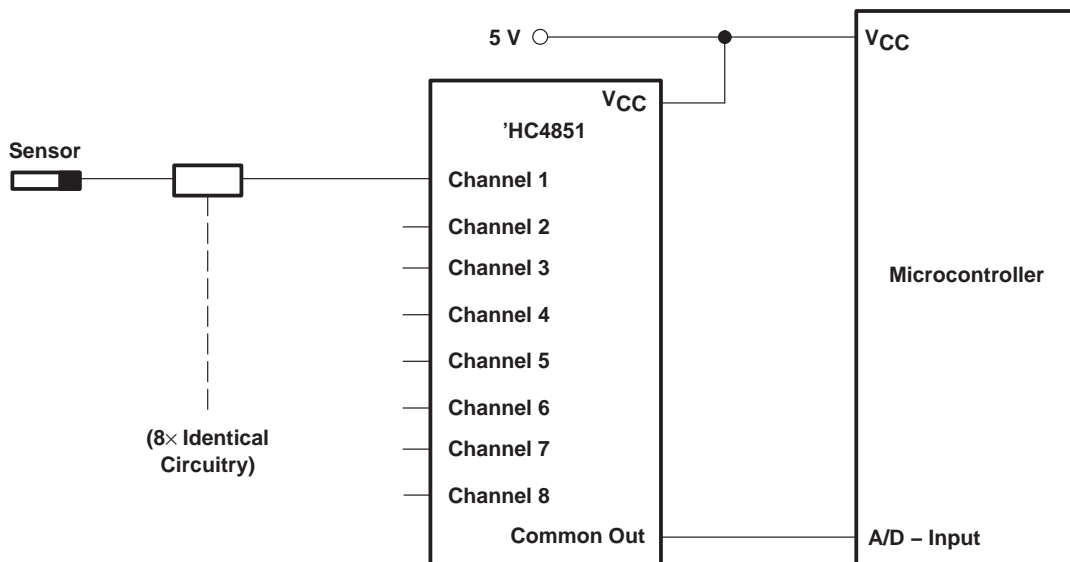 5 V
VCC
VCC
’HC4851
Sensor
Channel 1
Channel 2
Channel 3
Microcontroller
Channel 4
Channel 5
Channel 6
(8× Identical
Circuitry)
Channel 7
Channel 8
Common Out
A/D – Input